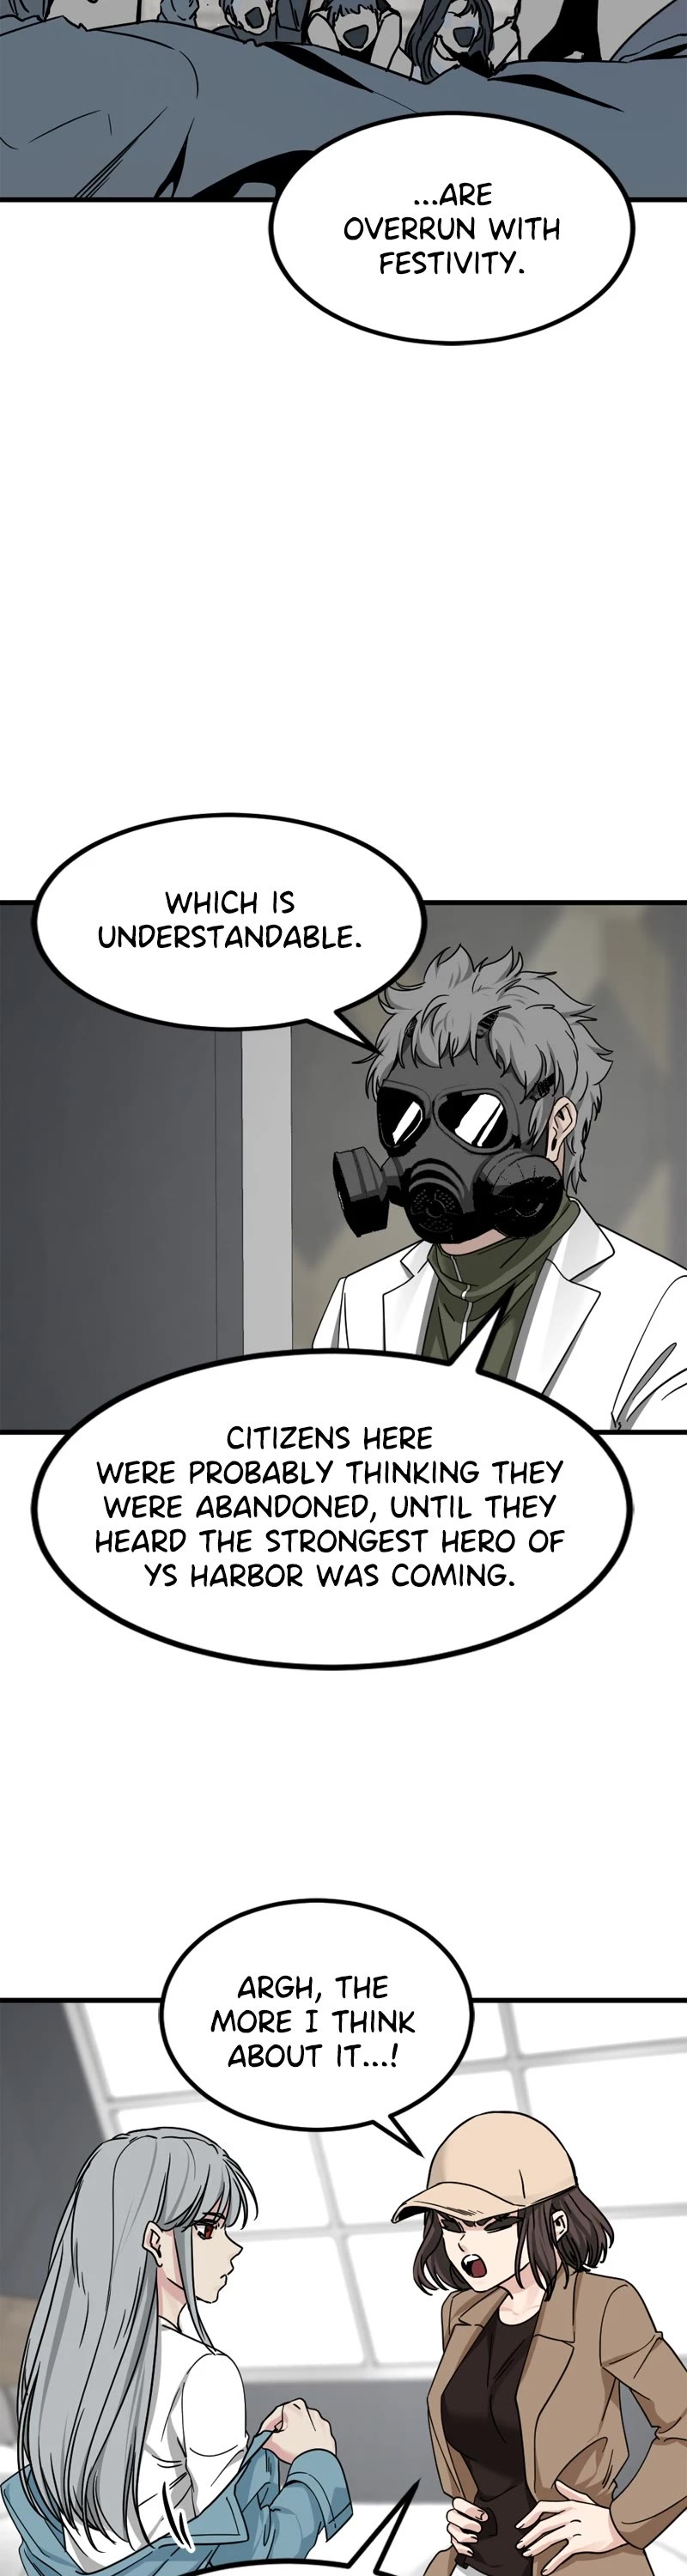 ...ARE
OVERRUN WITH
FESTIVITY.
WHICH IS
UNDERSTANDABLE.
CITIZENS HERE
WERE PROBABLY THINKING THEY
WERE ABANDONED, UNTIL THEY
HEARD THE STRONGEST HERO OF
YS HARBOR WAS COMING.
ARGH, THE
MORE I THINK
ABOUT IT...!